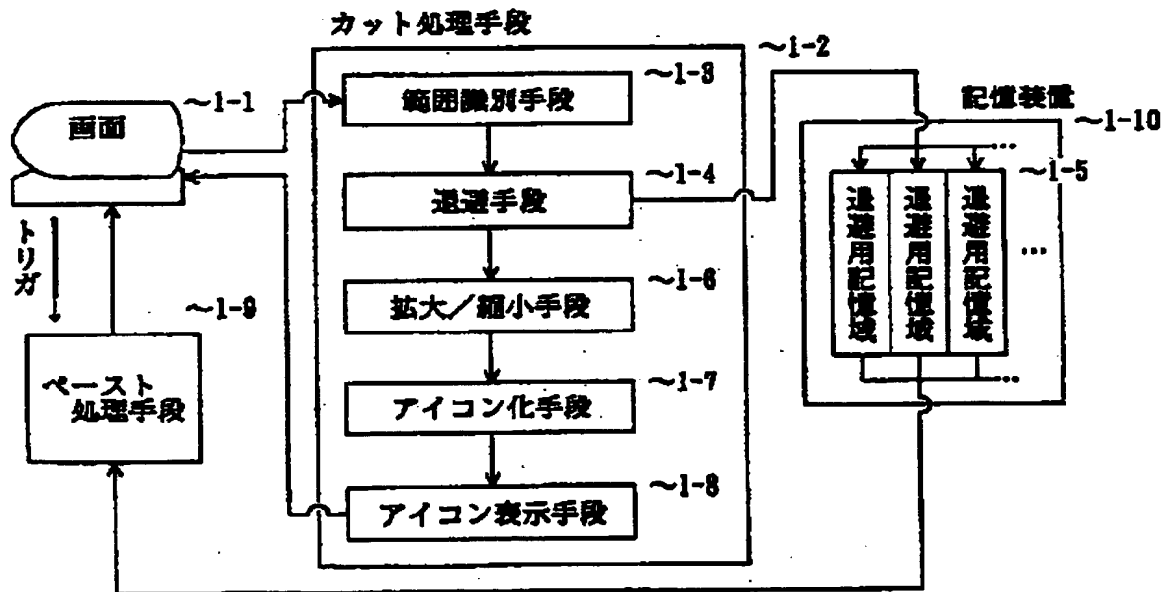 カット処理手段
~1-2
~1-1
画面
~1-3
範囲識別手段
~1-4
退避手段
~1-6
拡大/縮小手段
~1-7
アイコン化手段
~1-8
アイコン表示手段
トリガ
~1-9
ペースト
処理手段
記憶装置
~1-10
~1-5
退避用記憶域
退避用記憶域
退避用記憶域
…
…
…